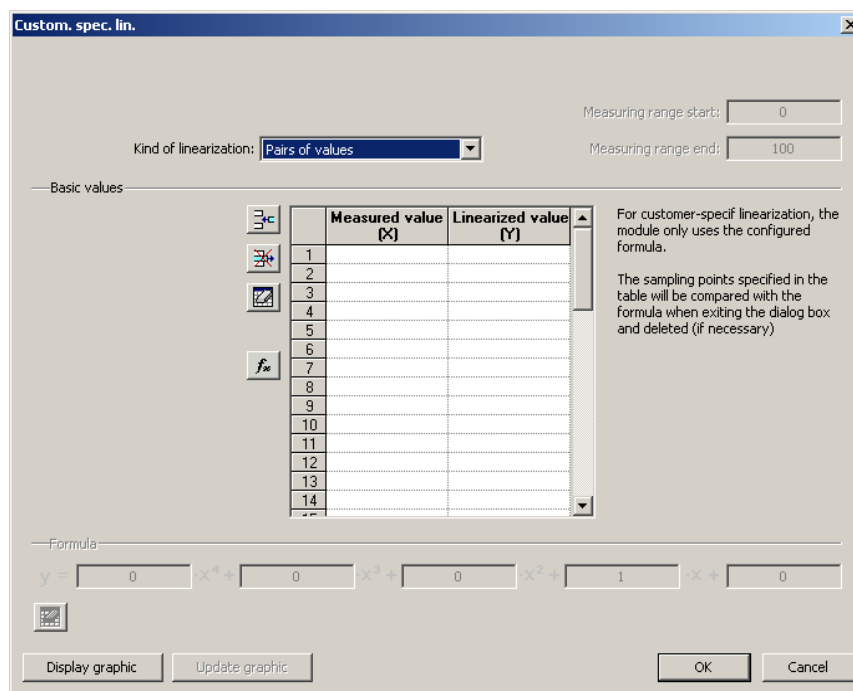 Custom. spec. lin.
Measuring range start: 0
Kind of linearization: Pairs of values
Measuring range end: 100
Basic values
Measured value (X)
Linearized value (Y)
1
2
3
4
5
6
7
8
9
10
11
12
13
14
15
fx
For customer-specif linearization, the
module only uses the configured
formula.
The sampling points specified in the
table will be compared with the
formula when exiting the dialog box
and deleted (if necessary)
Formula
y = 0 ·x⁴ + 0 ·x³ + 0 ·x² + 1 ·x + 0
Display graphic
Update graphic
OK
Cancel